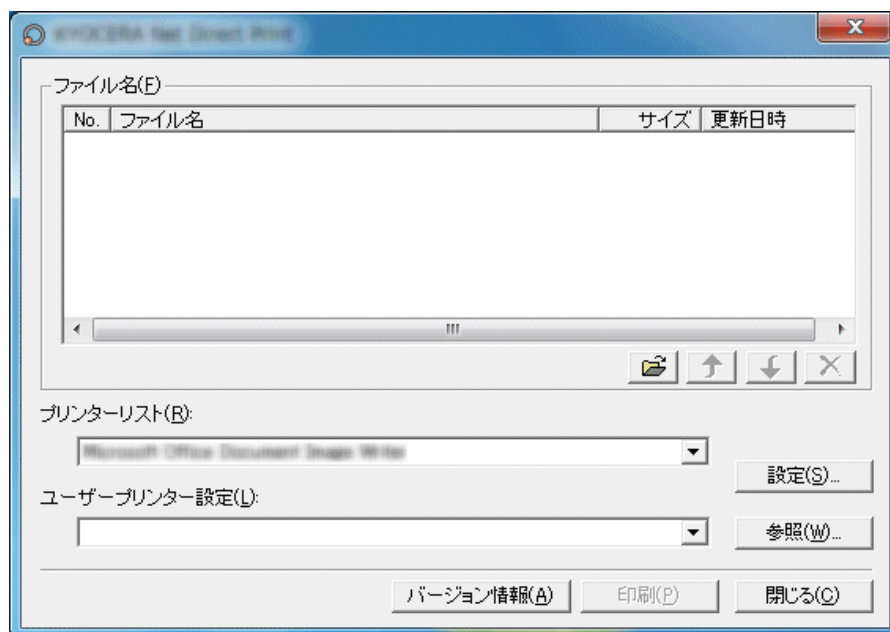 ファイル名(F)
No. ファイル名 サイズ 更新日時
プリンターリスト(R):
設定(S)...
ユーザープリンター設定(L):
参照(W)...
バージョン情報(A) 印刷(P) 閉じる(C)